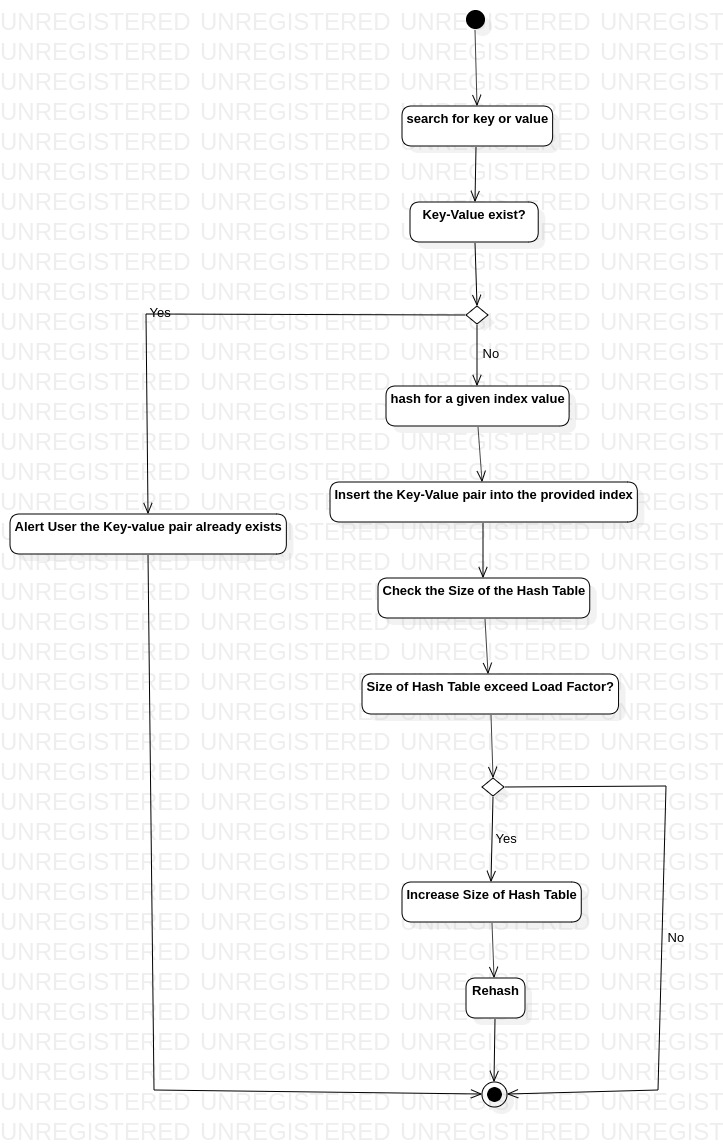 search for key or value
Key-Value exist?
Yes
No
hash for a given index value
Insert the Key-Value pair into the provided index
Alert User the Key-value pair already exists
Check the Size of the Hash Table
Size of Hash Table exceed Load Factor?
Yes
Increase Size of Hash Table
No
Rehash
UNREGISTERED UNREGISTERED UNREGISTERED UNREGIST